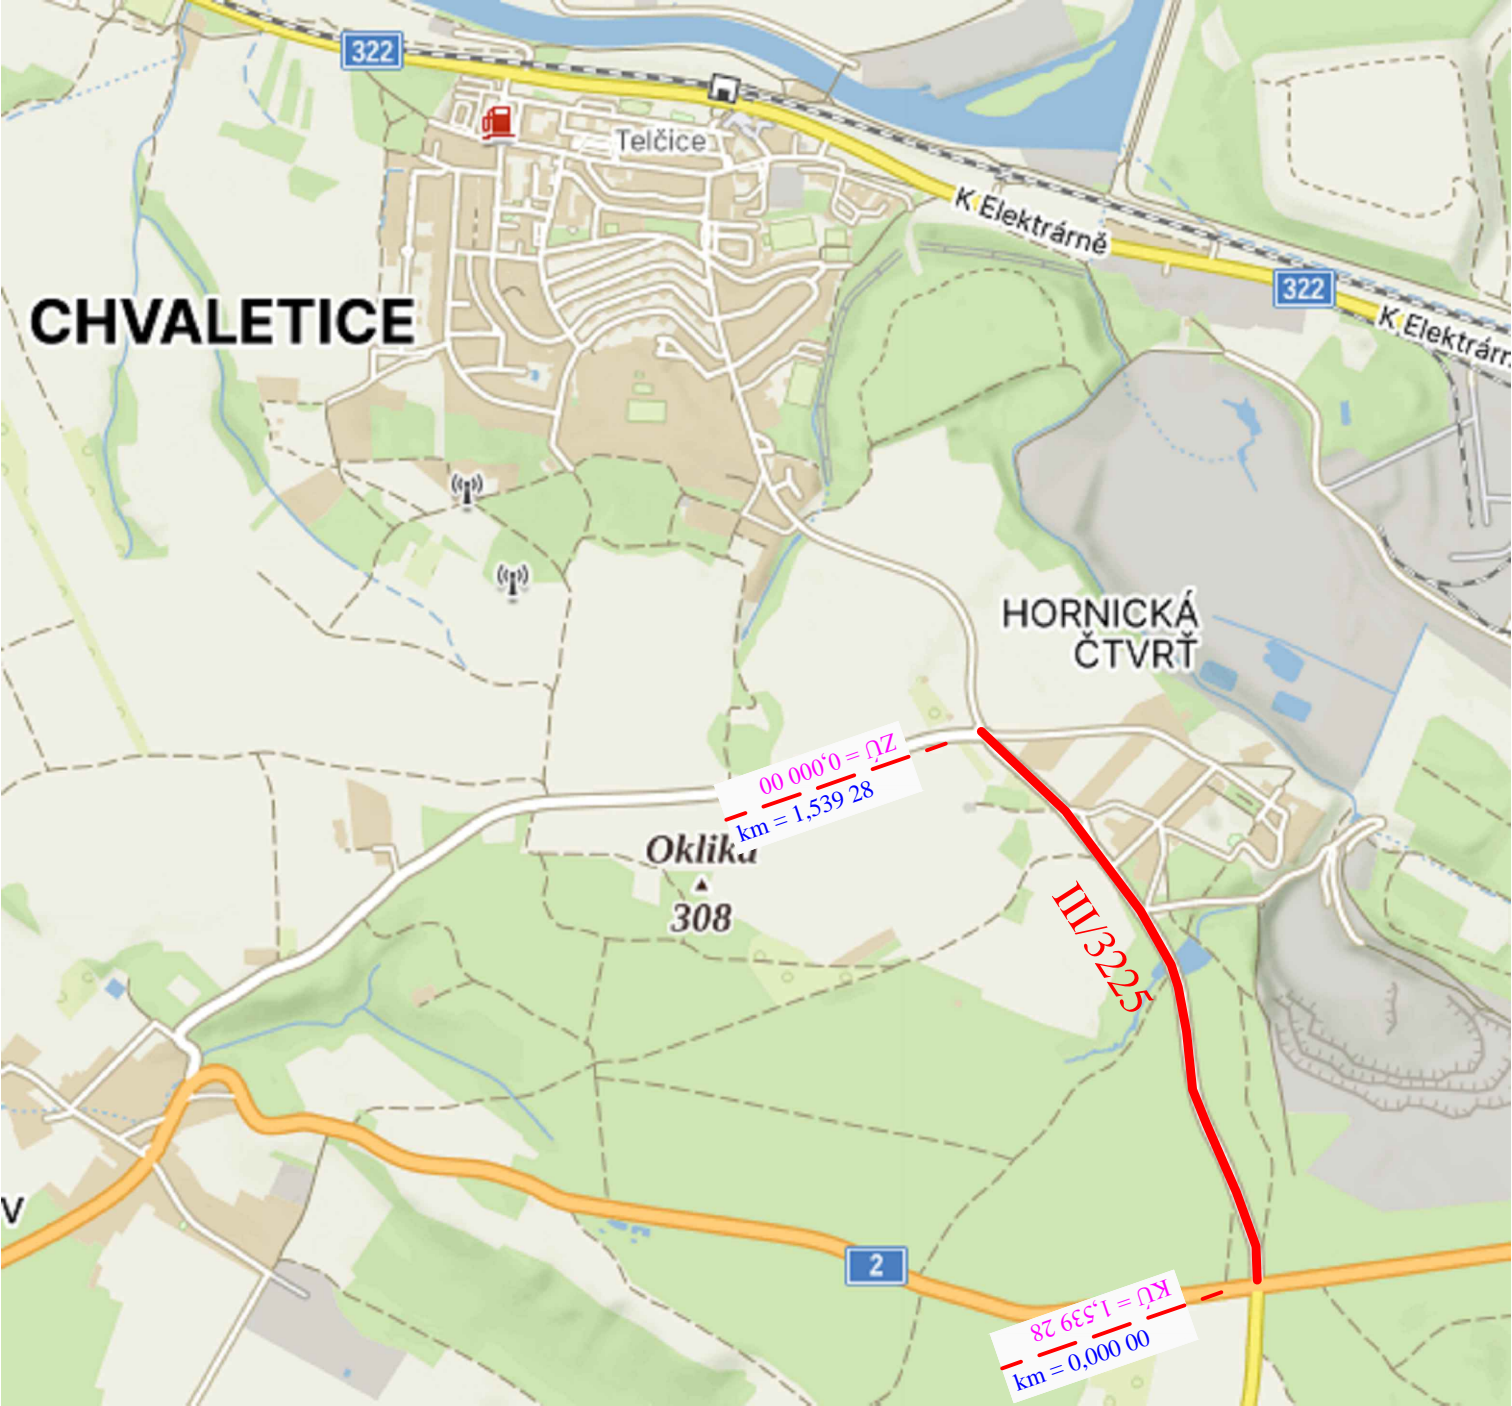 322
Telčice
K Elektrárně
322
K Elektrárn
CHVALETICE
HORNICKÁ
ČTVRŤ
ZÚ = 0,000 00
km = 1,539 28
Oklika
308
III/3225
V
2
KÚ = 1,539 28
km = 0,000 00